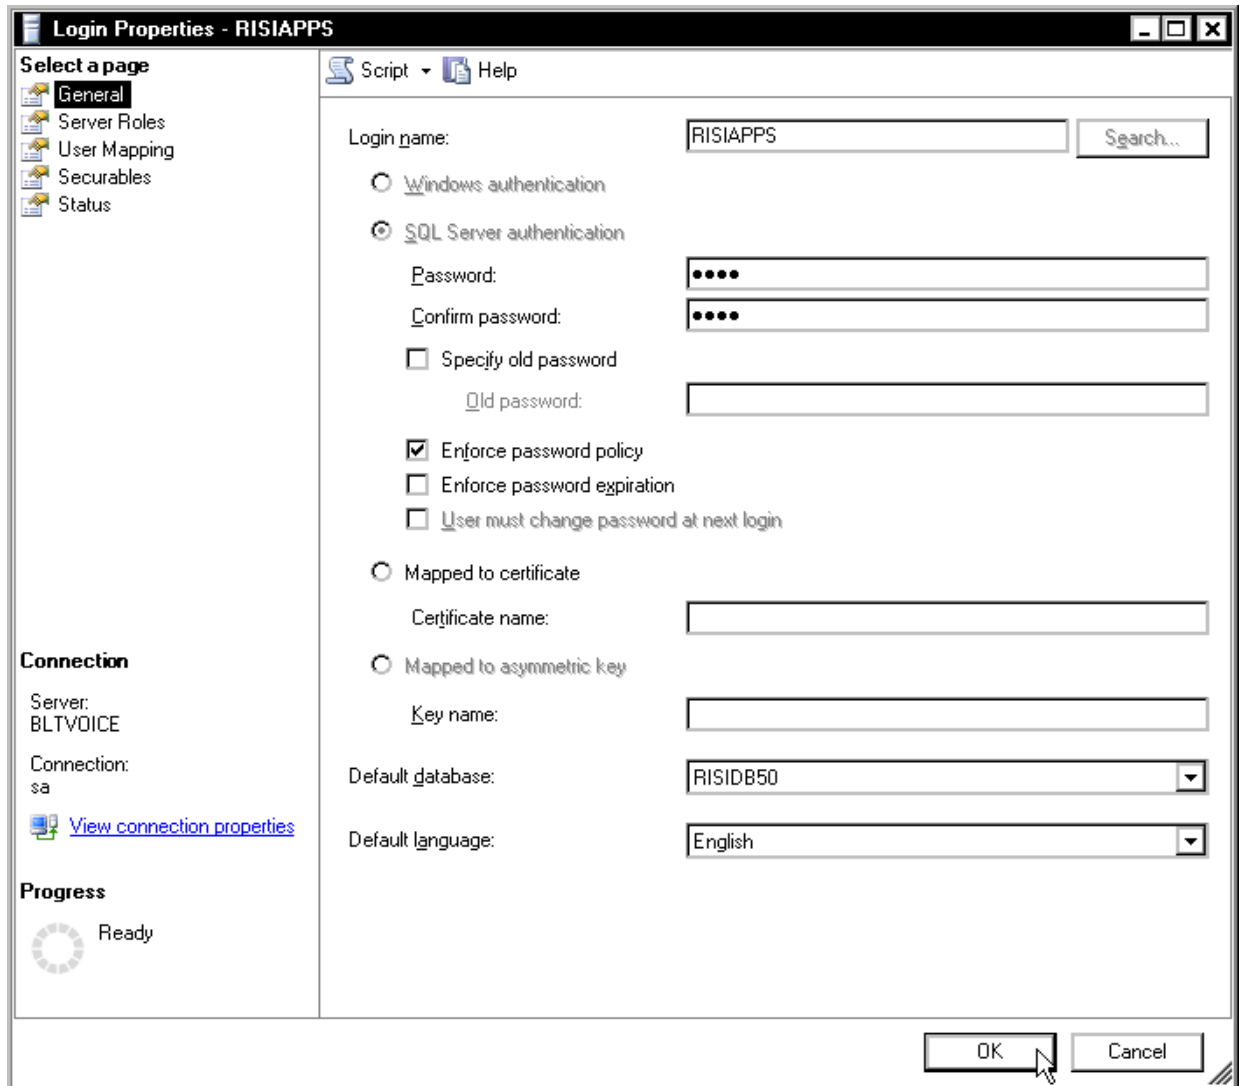 Login Properties - RISIAPPS
Select a page
General
Server Roles
User Mapping
Securables
Status
Connection
Server:
BLTVOICE
Connection:
sa
View connection properties
Progress
Ready
Script Help
Login name: RISIAPPS Search...
Windows authentication
SQL Server authentication
Password: ●●●●
Confirm password: ●●●●
Specify old password
Old password:
Enforce password policy
Enforce password expiration
User must change password at next login
Mapped to certificate
Certificate name:
Mapped to asymmetric key
Key name:
Default database: RISIDB50
Default language: English
OK Cancel